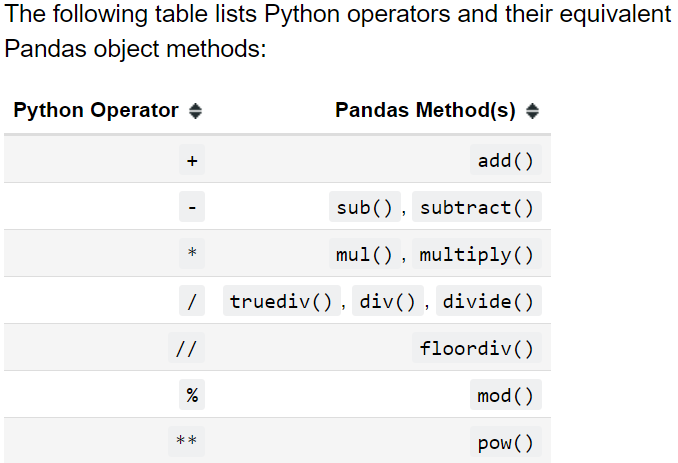 The following table lists Python operators and their equivalent
Pandas object methods:
Python Operator Pandas Method(s)
+ add()
- sub(), subtract()
* mul(), multiply()
/ truediv(), div(), divide()
// floordiv()
% mod()
** pow()